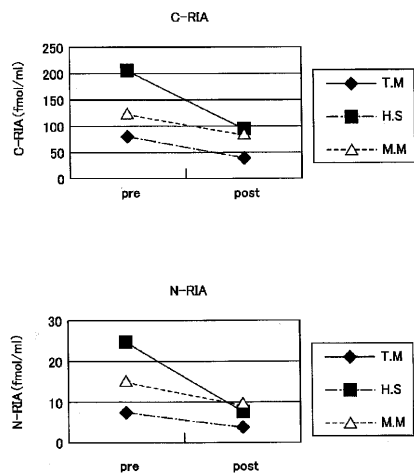 C-RIA
C-RIA(fmol/ml)
250
200
150
100
50
0
pre post
T.M
H.S
M.M
N-RIA
N-RIA(fmol/ml)
30
20
10
0
pre post
T.M
H.S
M.M